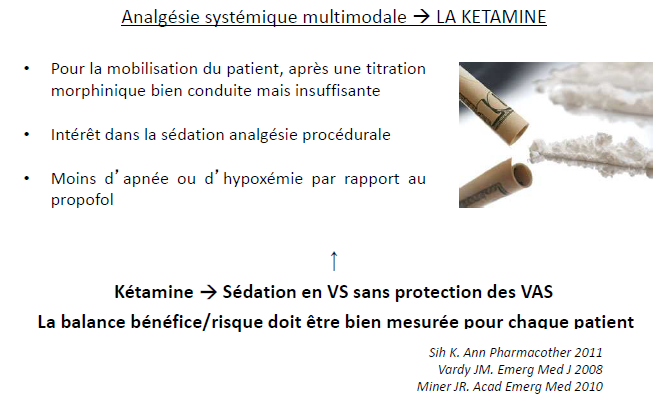 Analgésie systémique multimodale → LA KETAMINE
• Pour la mobilisation du patient, après une titration
morphinique bien conduite mais insuffisante
• Intérêt dans la sédation analgésie procédurale
• Moins d’apnée ou d’hypoxémie par rapport au
propofol
↑
Kétamine → Sédation en VS sans protection des VAS
La balance bénéfice/risque doit être bien mesurée pour chaque patient
Sih K. Ann Pharmacother 2011
Vardy JM. Emerg Med J 2008
Miner JR. Acad Emerg Med 2010